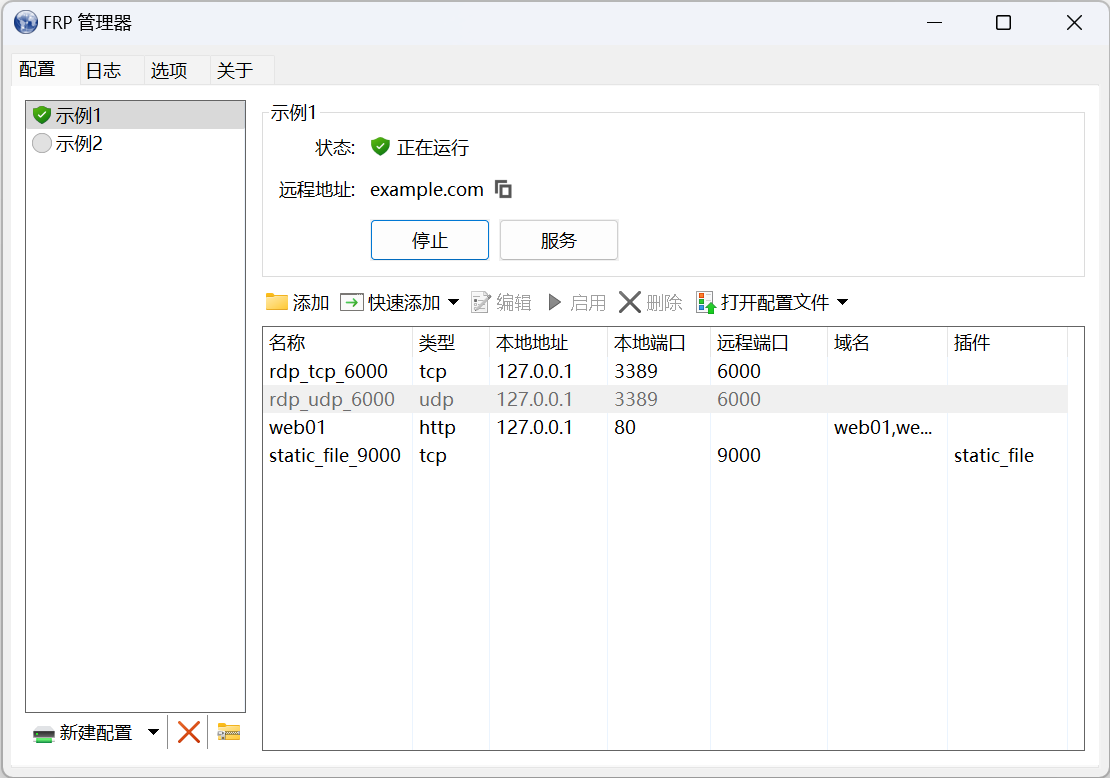 FRP 管理器
配置 日志 选项 关于
示例1
示例2
示例1
状态: 正在运行
远程地址: example.com
停止 服务
添加 快速添加 编辑 启用 删除 打开配置文件
名称 类型 本地地址 本地端口 远程端口 域名 插件
rdp_tcp_6000 tcp 127.0.0.1 3389 6000
rdp_udp_6000 udp 127.0.0.1 3389 6000
web01 http 127.0.0.1 80 web01,we...
static_file_9000 tcp 9000 static_file
新建配置